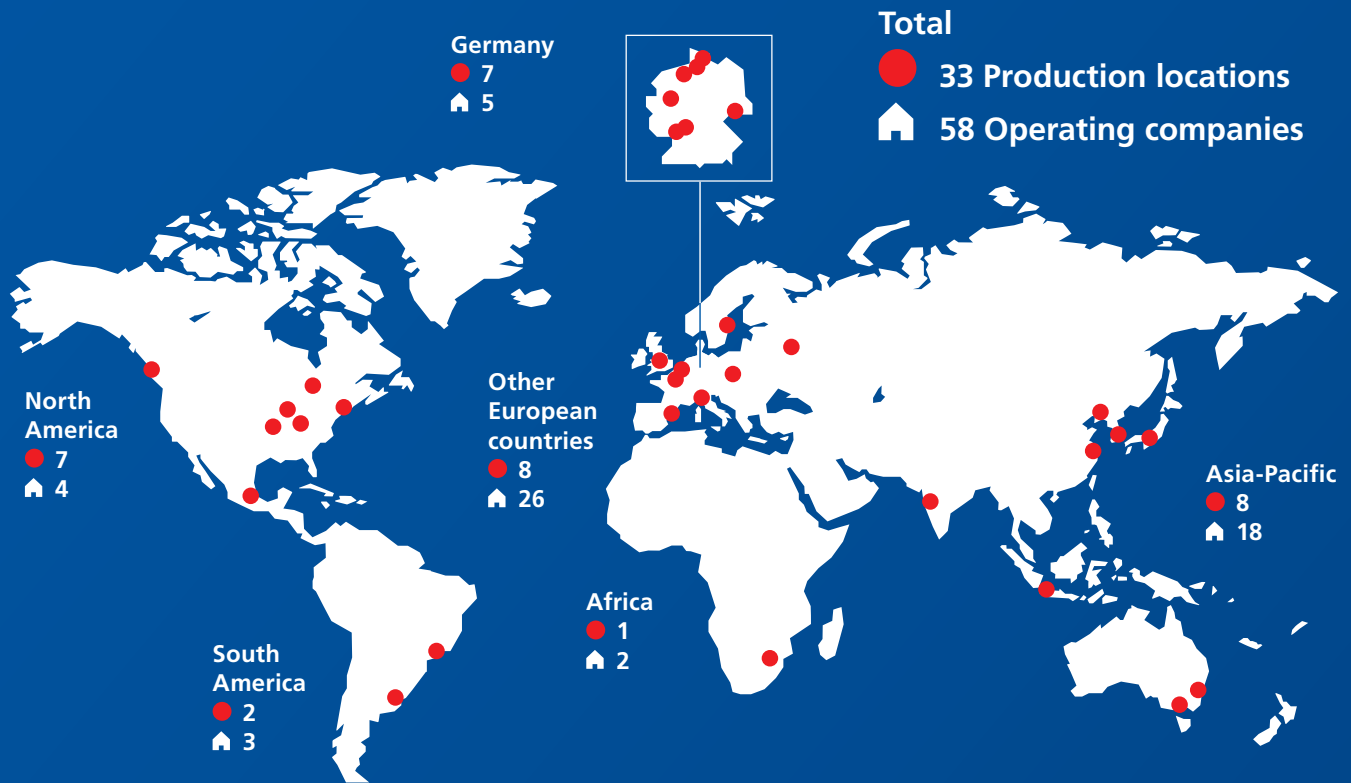 Total
33 Production locations
58 Operating companies
Germany
7
5
North
America
7
4
Other
European
countries
8
26
Asia-Pacific
8
18
Africa
1
2
South
America
2
3